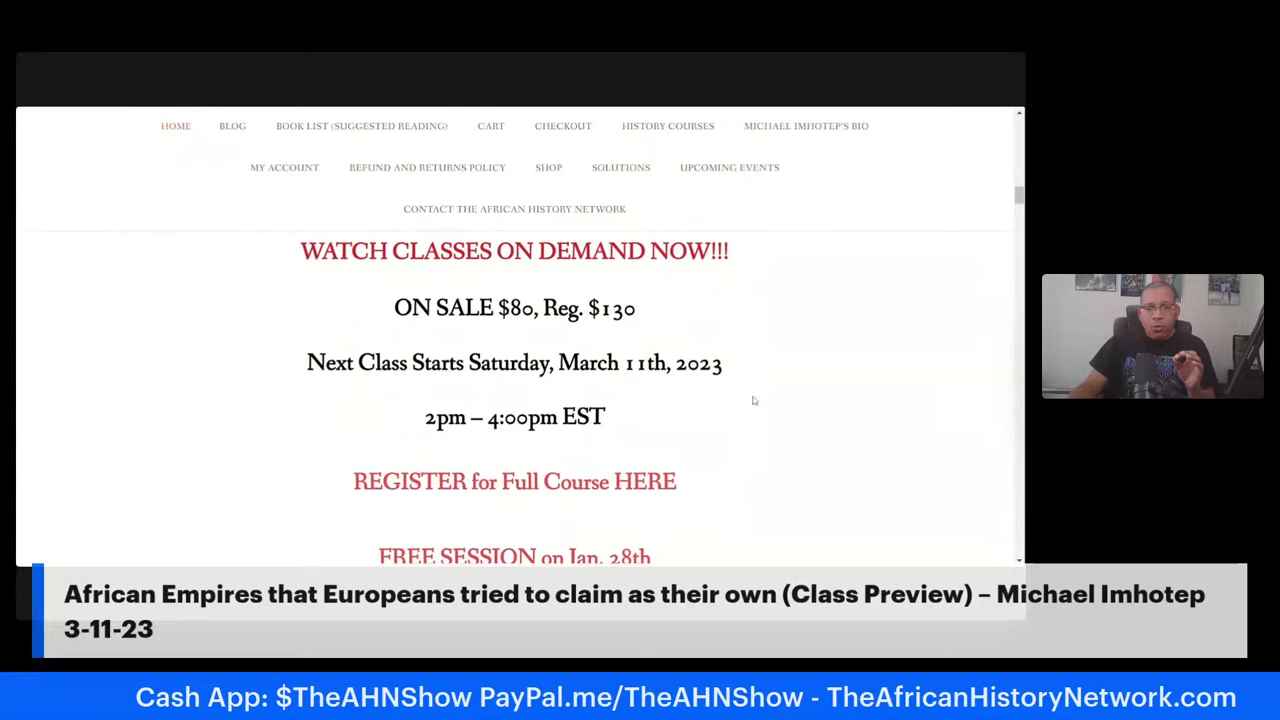 HOME BLOG BOOK LIST (SUGGESTED READING) CART CHECKOUT HISTORY COURSES MICHAEL IMHOTEP'S BIO
MY ACCOUNT REFUND AND RETURNS POLICY SHOP SOLUTIONS UPCOMING EVENTS
CONTACT THE AFRICAN HISTORY NETWORK
WATCH CLASSES ON DEMAND NOW!!!
ON SALE $80, Reg. $130
Next Class Starts Saturday, March 11th, 2023
2pm – 4:00pm EST
REGISTER for Full Course HERE
FREE SESSION on Jan. 28th
African Empires that Europeans tried to claim as their own (Class Preview) – Michael Imhotep
3-11-23
Cash App: $TheAHNShow PayPal.me/TheAHNShow - TheAfricanHistoryNetwork.com